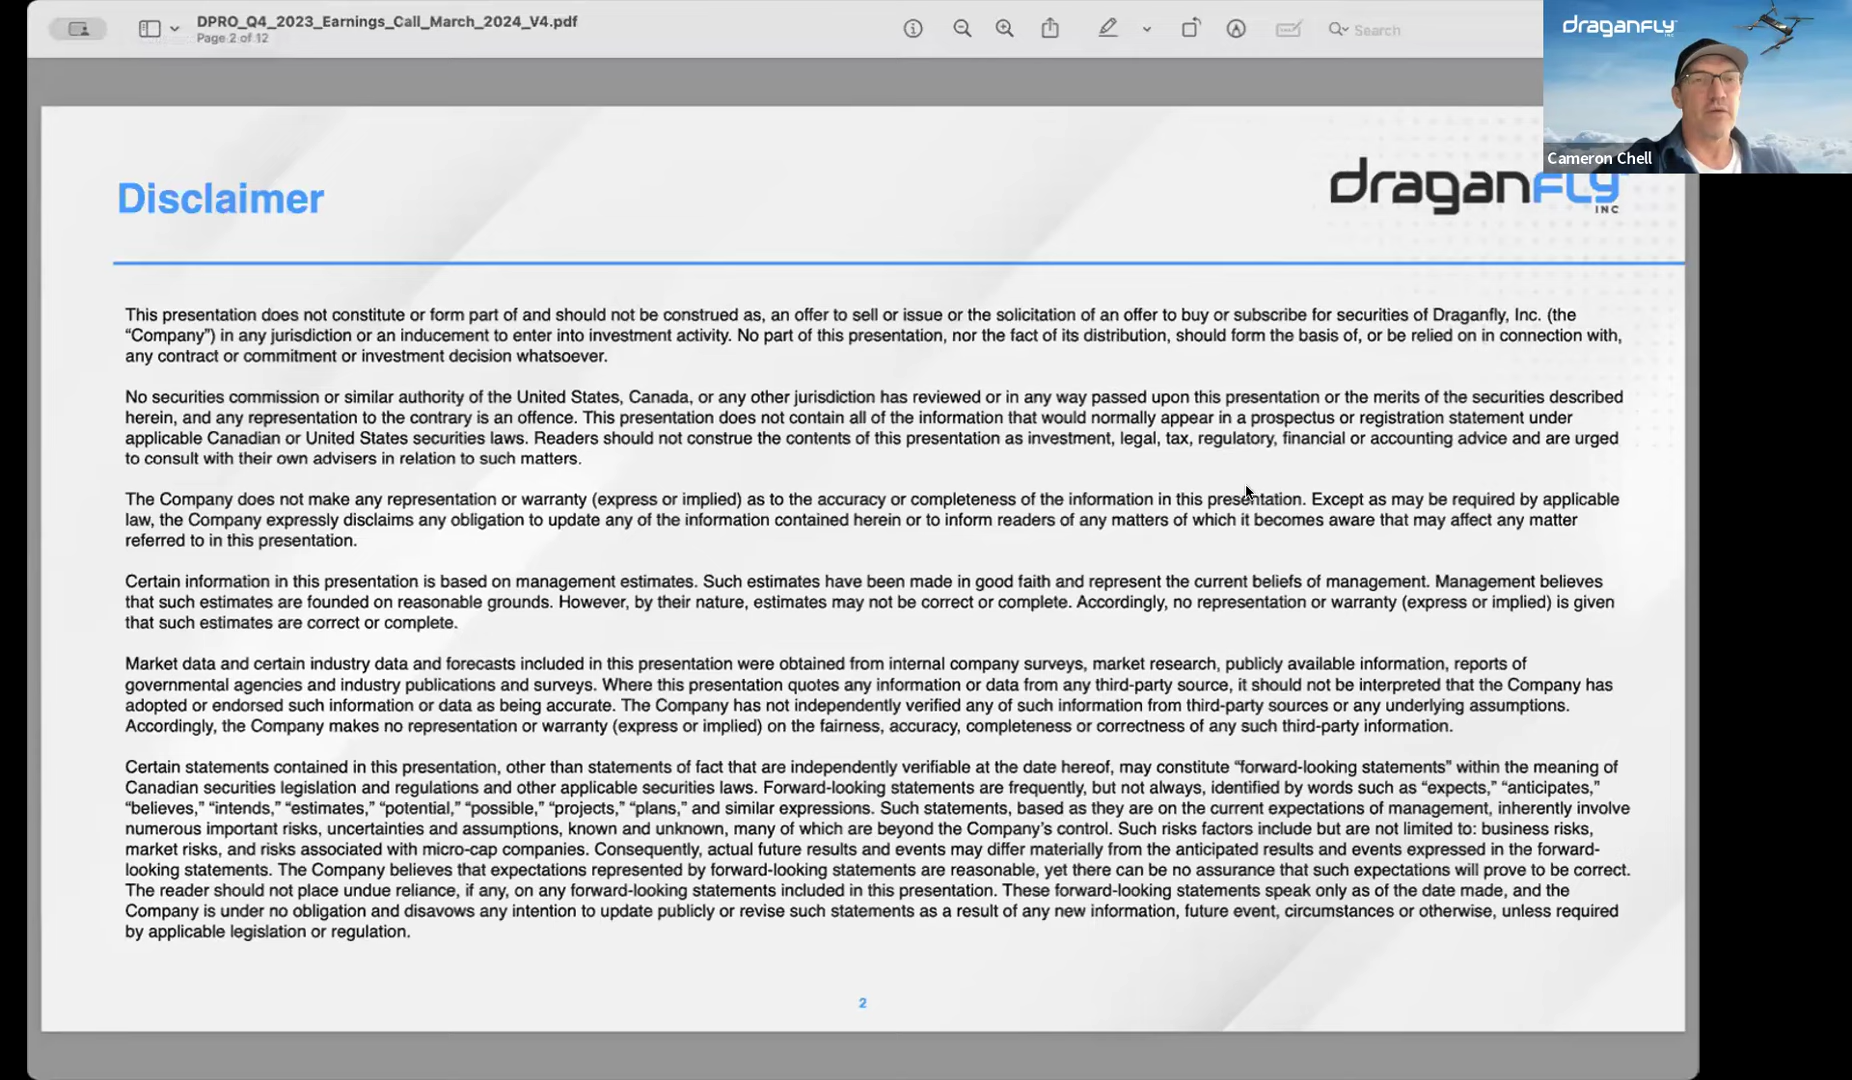 DPRO_Q4_2023_Earnings_Call_March_2024_V4.pdf
Page 2 of 12
Search
draganfly
INC
Cameron Chell
Disclaimer
draganfly
INC
This presentation does not constitute or form part of and should not be construed as, an offer to sell or issue or the solicitation of an offer to buy or subscribe for securities of Draganfly, Inc. (the
“Company”) in any jurisdiction or an inducement to enter into investment activity. No part of this presentation, nor the fact of its distribution, should form the basis of, or be relied on in connection with,
any contract or commitment or investment decision whatsoever.
No securities commission or similar authority of the United States, Canada, or any other jurisdiction has reviewed or in any way passed upon this presentation or the merits of the securities described
herein, and any representation to the contrary is an offence. This presentation does not contain all of the information that would normally appear in a prospectus or registration statement under
applicable Canadian or United States securities laws. Readers should not construe the contents of this presentation as investment, legal, tax, regulatory, financial or accounting advice and are urged
to consult with their own advisers in relation to such matters.
The Company does not make any representation or warranty (express or implied) as to the accuracy or completeness of the information in this presentation. Except as may be required by applicable
law, the Company expressly disclaims any obligation to update any of the information contained herein or to inform readers of any matters of which it becomes aware that may affect any matter
referred to in this presentation.
Certain information in this presentation is based on management estimates. Such estimates have been made in good faith and represent the current beliefs of management. Management believes
that such estimates are founded on reasonable grounds. However, by their nature, estimates may not be correct or complete. Accordingly, no representation or warranty (express or implied) is given
that such estimates are correct or complete.
Market data and certain industry data and forecasts included in this presentation were obtained from internal company surveys, market research, publicly available information, reports of
governmental agencies and industry publications and surveys. Where this presentation quotes any information or data from any third-party source, it should not be interpreted that the Company has
adopted or endorsed such information or data as being accurate. The Company has not independently verified any of such information from third-party sources or any underlying assumptions.
Accordingly, the Company makes no representation or warranty (express or implied) on the fairness, accuracy, completeness or correctness of any such third-party information.
Certain statements contained in this presentation, other than statements of fact that are independently verifiable at the date hereof, may constitute “forward-looking statements” within the meaning of
Canadian securities legislation and regulations and other applicable securities laws. Forward-looking statements are frequently, but not always, identified by words such as “expects,” “anticipates,”
“believes,” “intends,” “estimates,” “potential,” “possible,” “projects,” “plans,” and similar expressions. Such statements, based as they are on the current expectations of management, inherently involve
numerous important risks, uncertainties and assumptions, known and unknown, many of which are beyond the Company’s control. Such risks factors include but are not limited to: business risks,
market risks, and risks associated with micro-cap companies. Consequently, actual future results and events may differ materially from the anticipated results and events expressed in the forward-
looking statements. The Company believes that expectations represented by forward-looking statements are reasonable, yet there can be no assurance that such expectations will prove to be correct.
The reader should not place undue reliance, if any, on any forward-looking statements included in this presentation. These forward-looking statements speak only as of the date made, and the
Company is under no obligation and disavows any intention to update publicly or revise such statements as a result of any new information, future event, circumstances or otherwise, unless required
by applicable legislation or regulation.
2